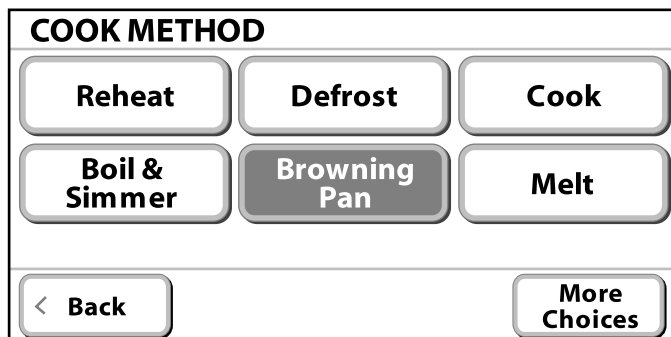 COOK METHOD
Reheat
Defrost
Cook
Boil &
Simmer
Browning
Pan
Melt
< Back
More
Choices